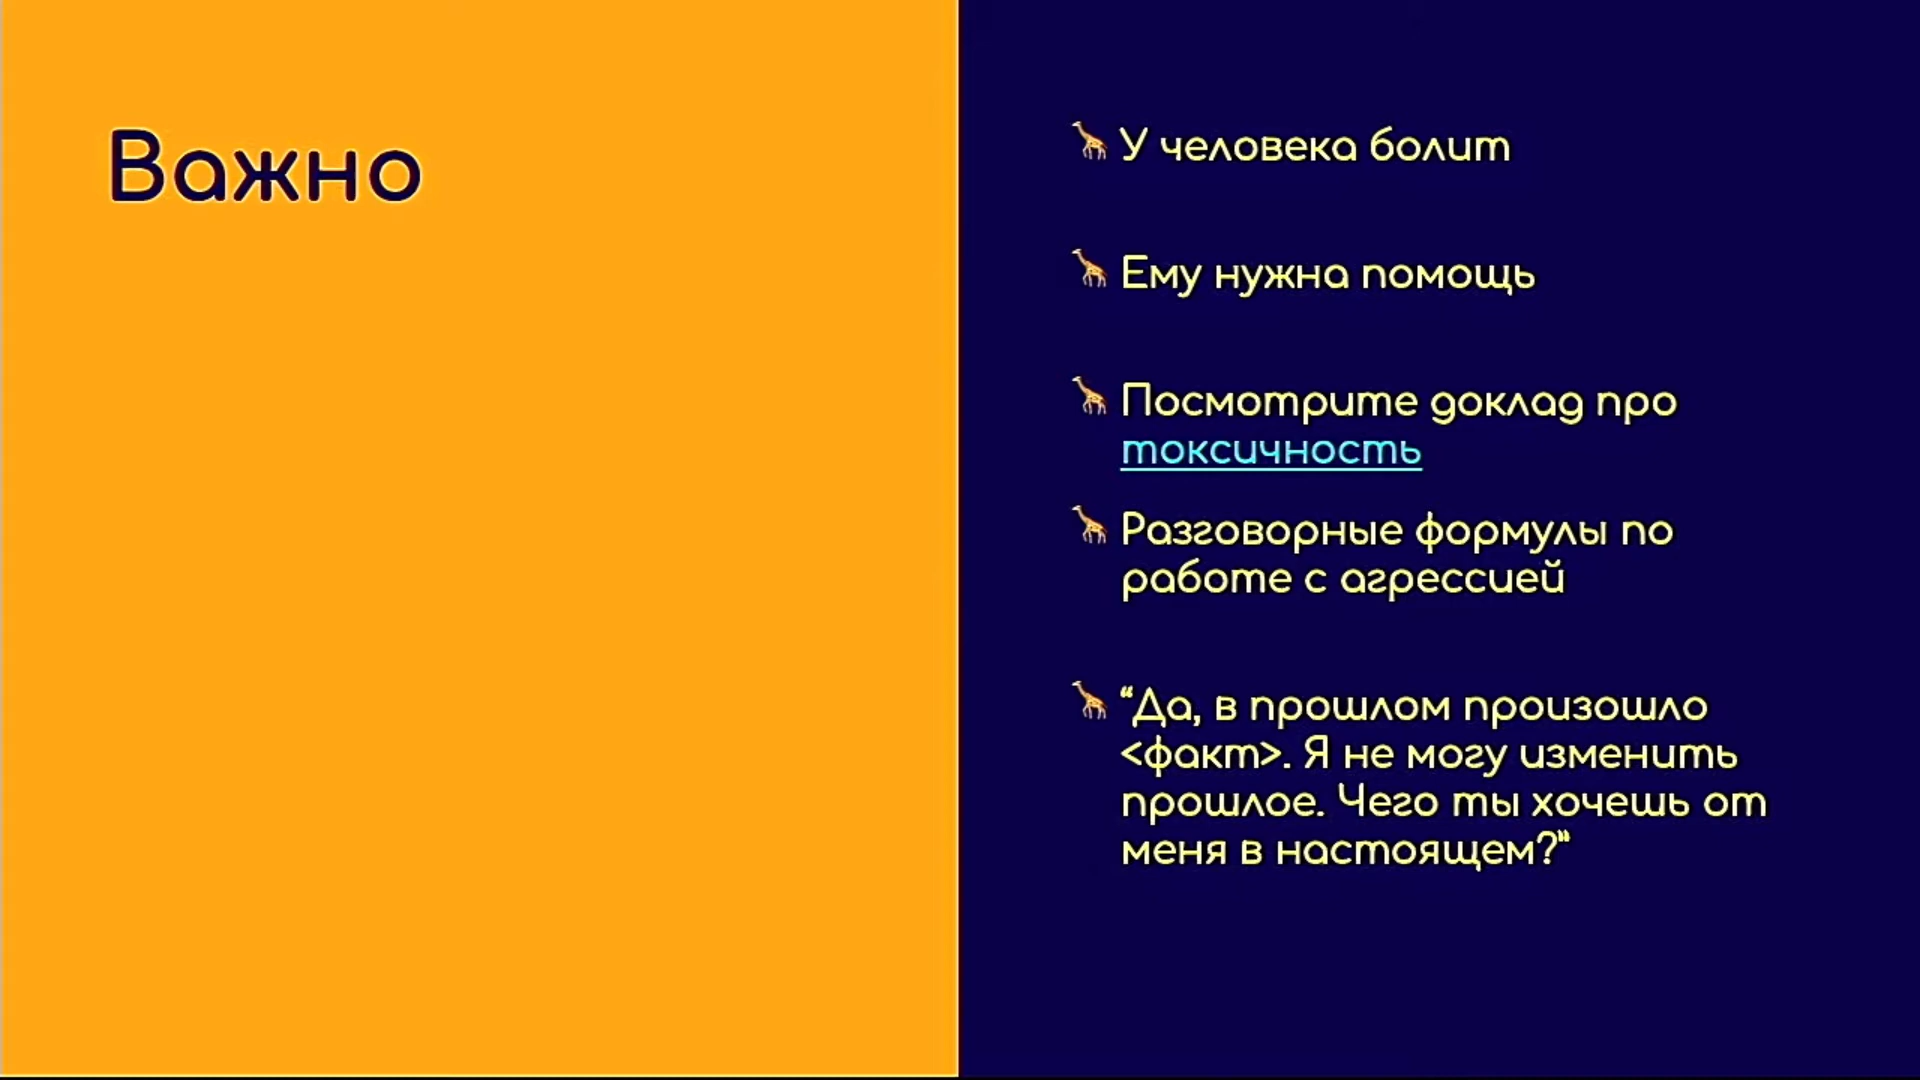 Важно
У человека болит
Ему нужна помощь
Посмотрите доклад про
токсичность
Разговорные формулы по
работе с агрессией
“Да, в прошлом произошло
<факт>. Я не могу изменить
прошлое. Чего ты хочешь от
меня в настоящем?”